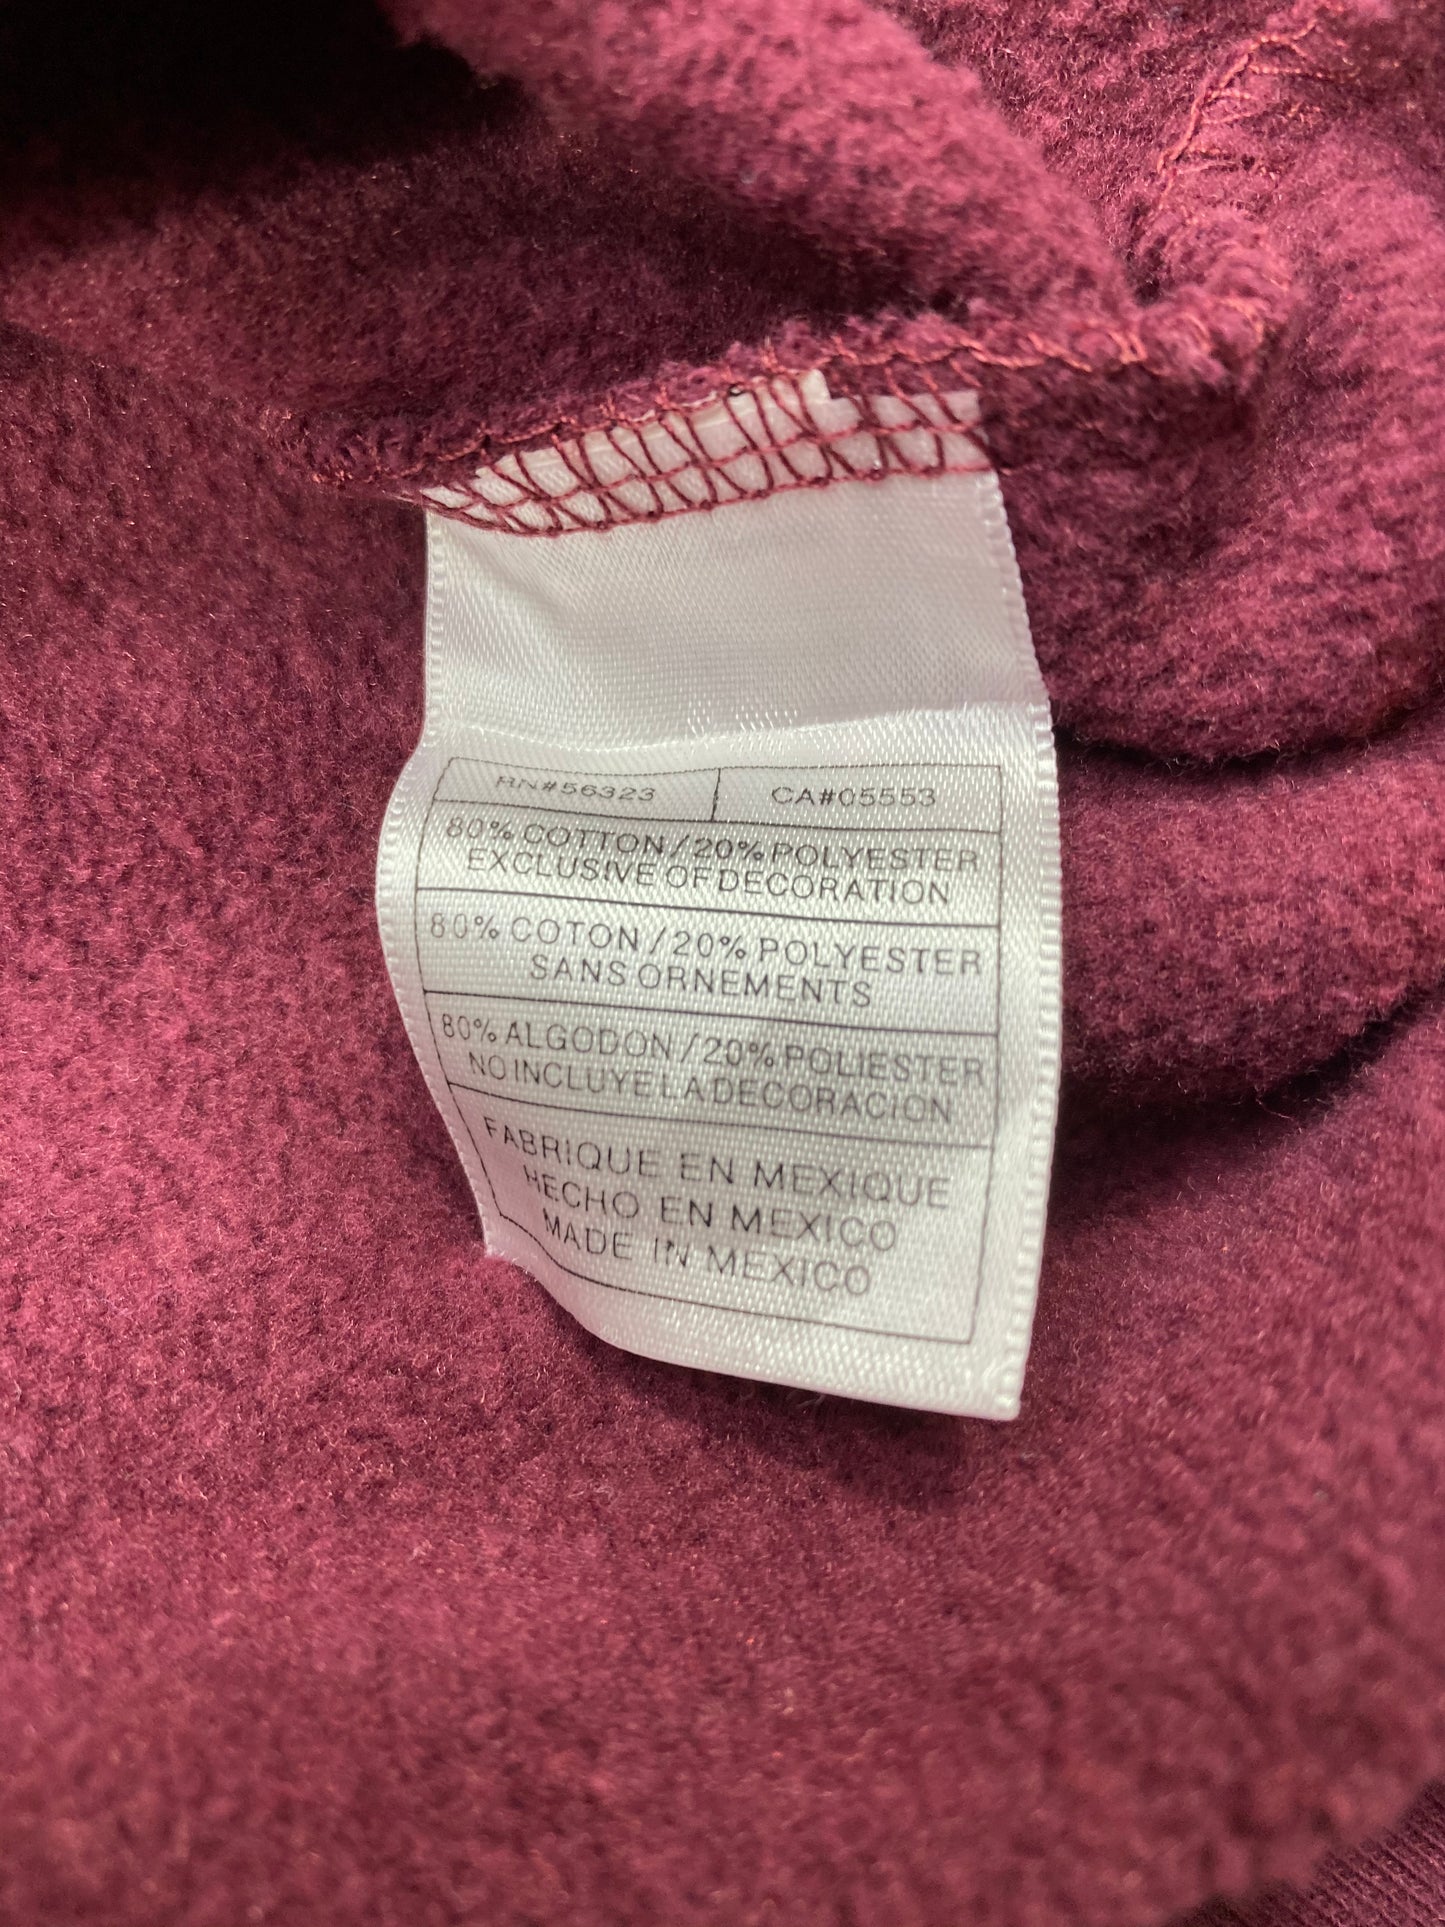 RN#56323 CA#05553
80% COTTON/20% POLYESTER
EXCLUSIVE OF DECORATION
80% COTON/20% POLYESTER
SANS ORNEMENTS
80% ALGODON/20% POLIESTER
NO INCLUYE LA DECORACION
FABRIQUE EN MEXIQUE
HECHO EN MEXICO
MADE IN MEXICO